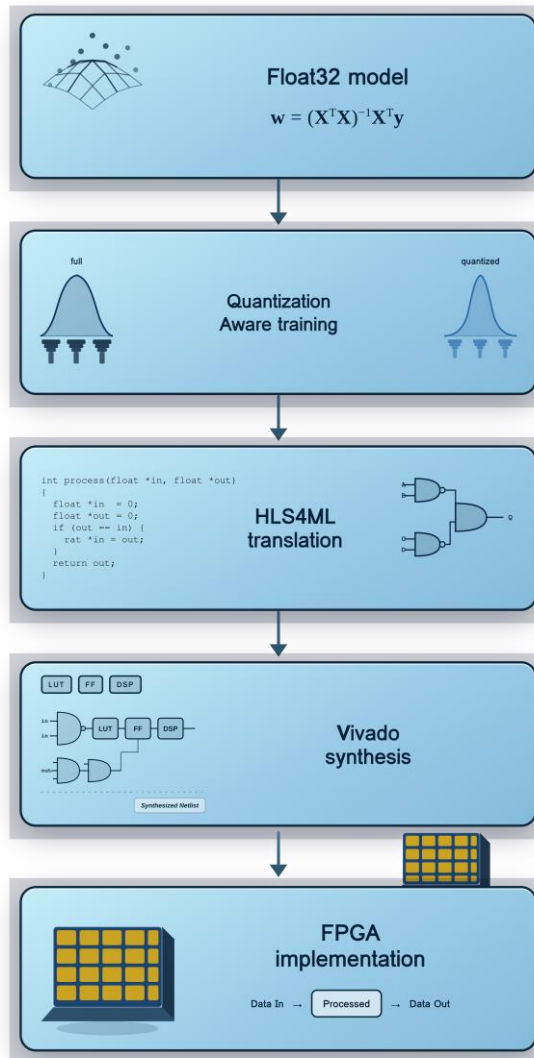 Float32 model
w = (XᵀX)⁻¹Xᵀy
full
quantized
Quantization
Aware training
int process(float *in, float *out)
{
  float *in  = 0;
  float *out = 0;
  if (out == in) {
    rat *in = out;
  }
  return out;
}
HLS4ML
translation
A
B
Q
LUT FF DSP
LUT FF DSP
Synthesized Netlist
Vivado
synthesis
FPGA
implementation
Data In → Processed → Data Out